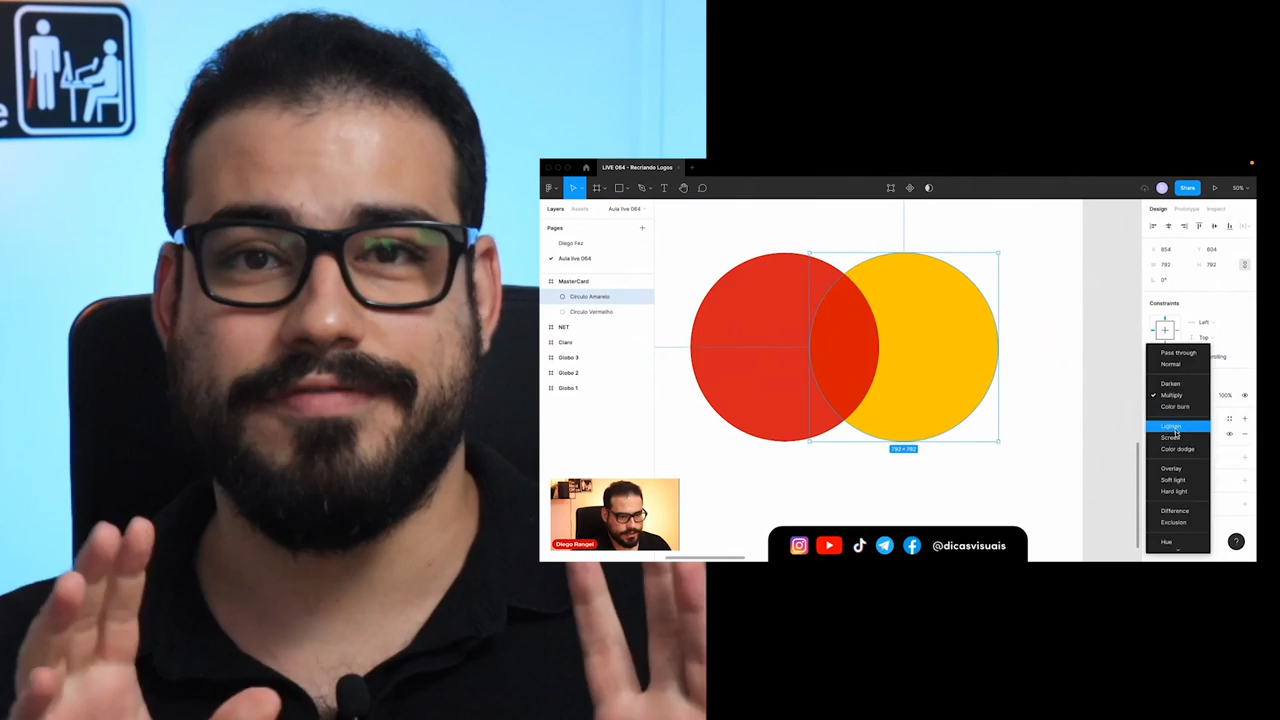 e
LIVE 064 - Recriando Logos
Share
50%
Layers
Assets
Aula live 064
Design
Prototype
Inspect
Pages
Diego Fez
Aula live 064
MasterCard
Círculo Amarelo
Círculo Vermelho
NET
Claro
Globo 3
Globo 2
Globo 1
X 854 Y 604
W 792 H 792
0°
Constraints
Left
Top
Pass through
Normal
Darken
Multiply
100%
Color burn
Lighten
Screen
Color dodge
Overlay
Soft light
Hard light
Difference
Exclusion
Hue
792 × 792
Diego Rangel
@dicasvisuais
?